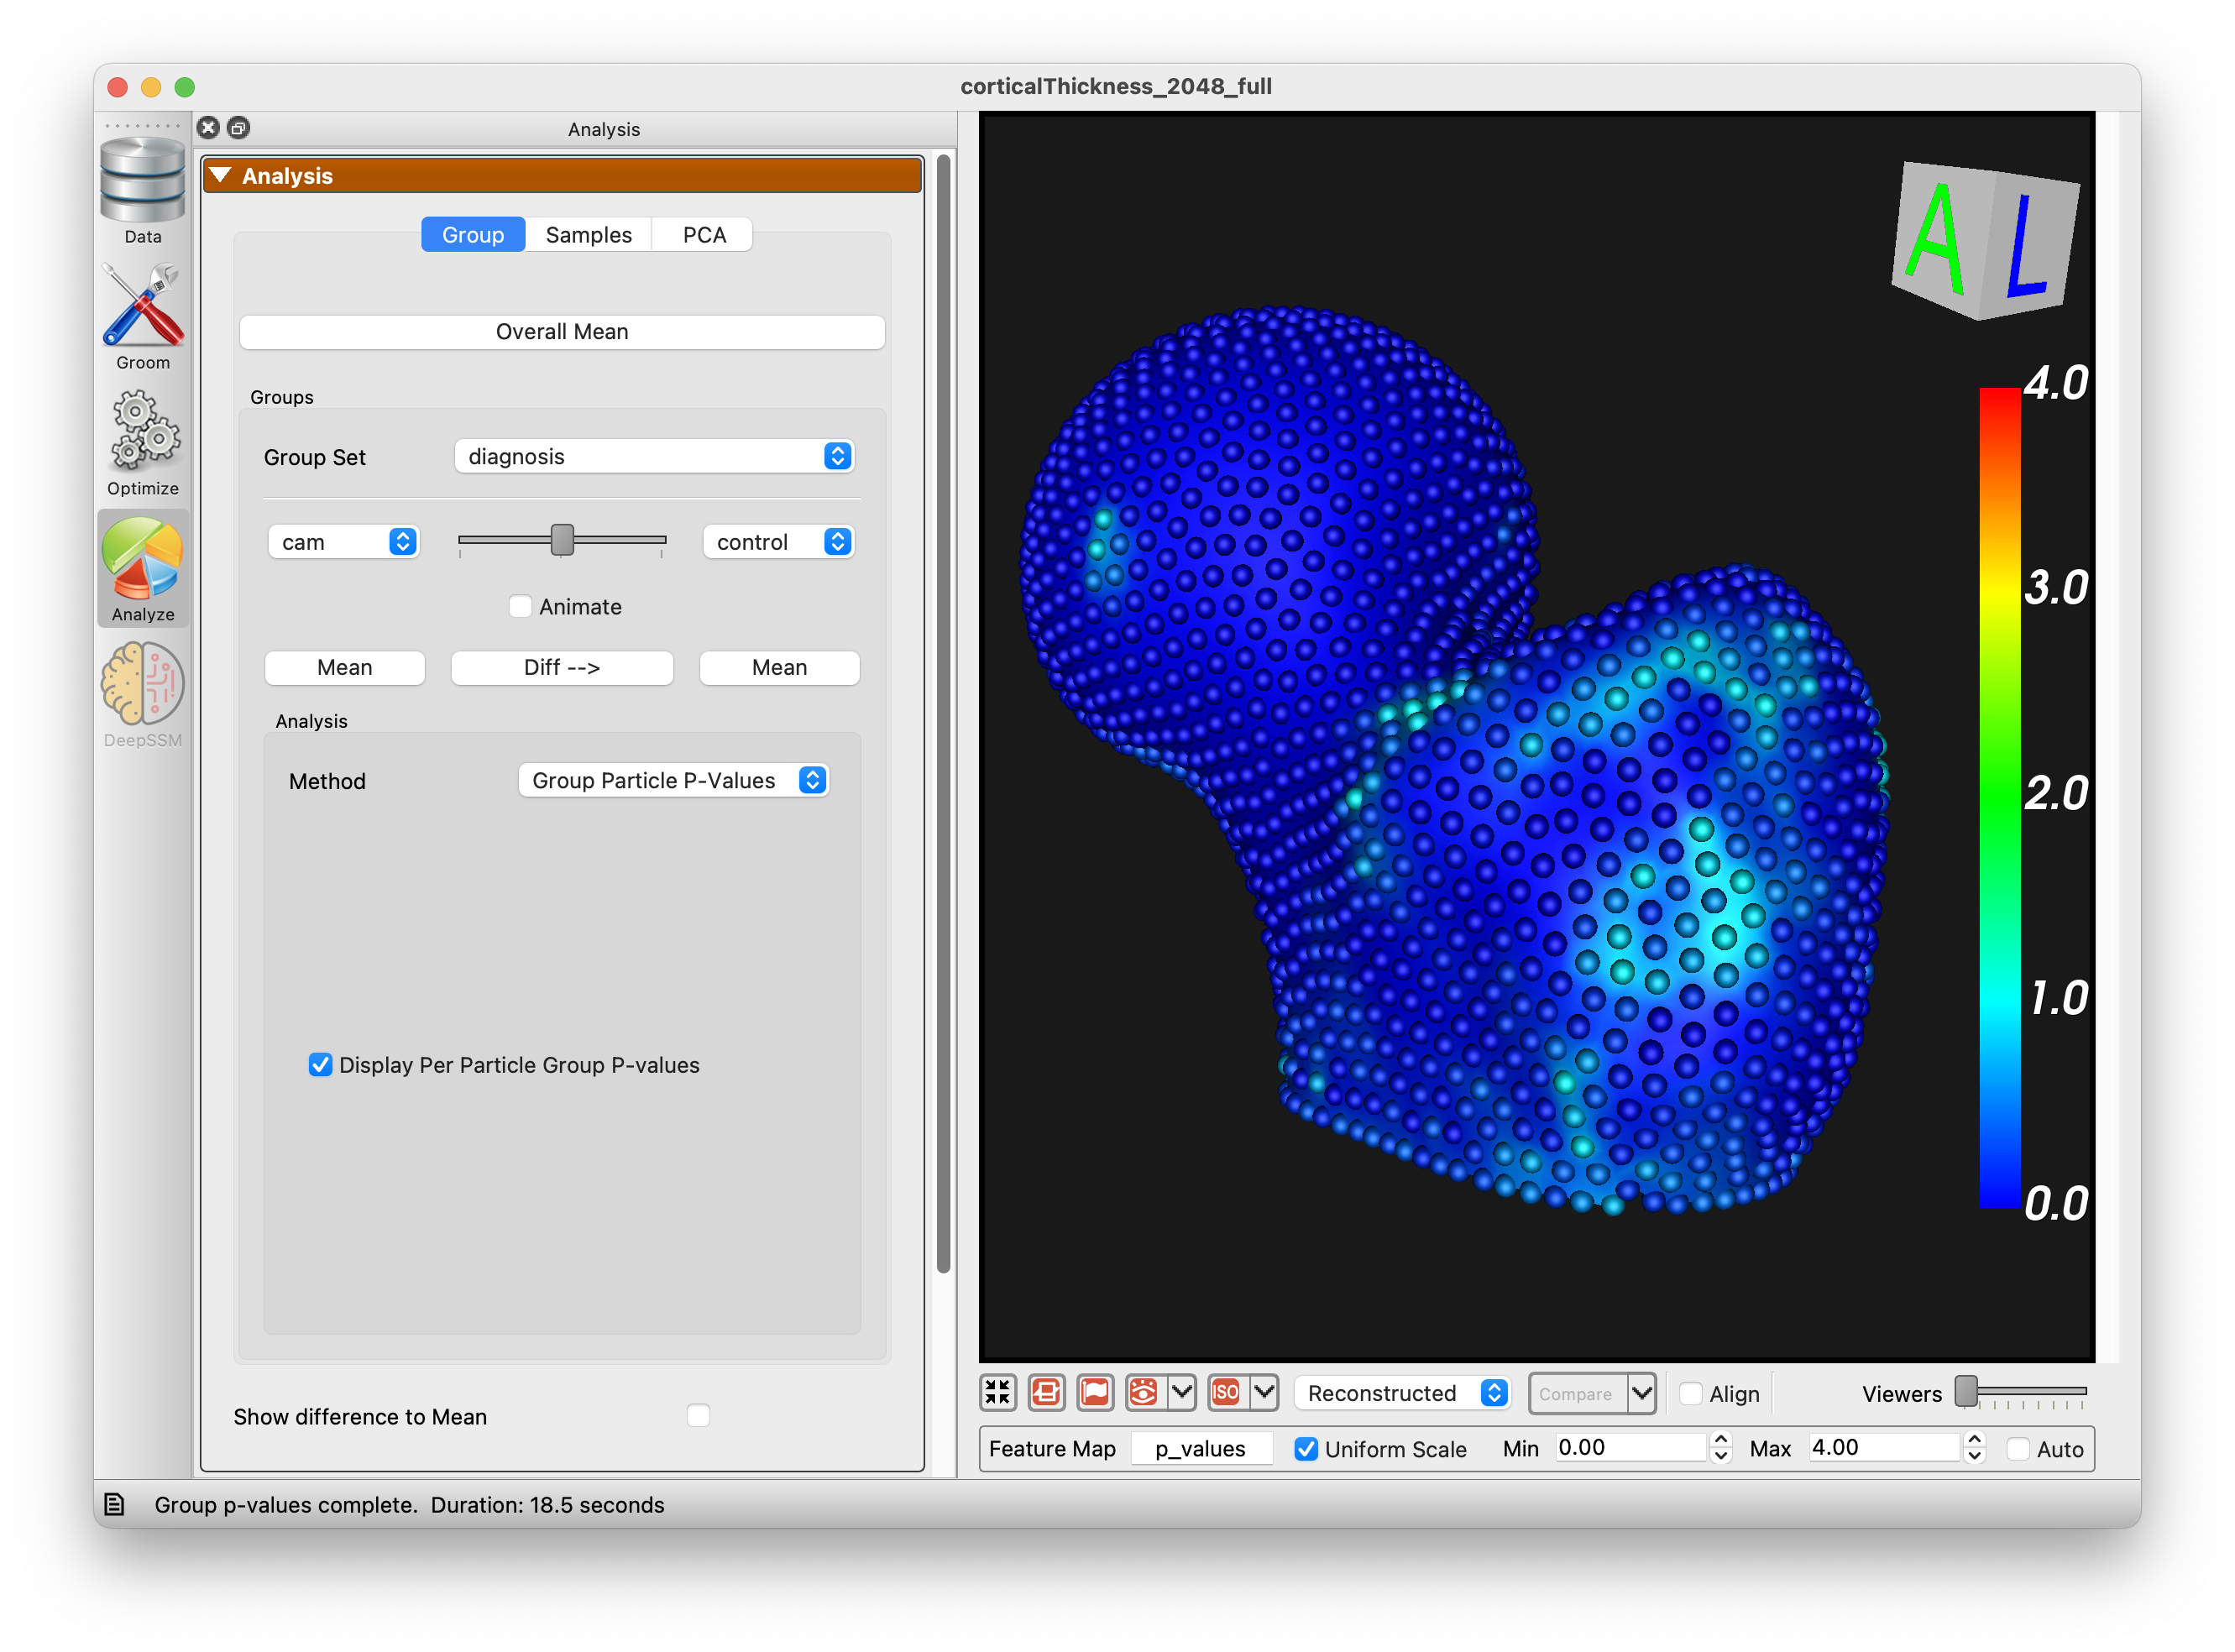 corticalThickness_2048_full
Analysis
Data
Groom
Optimize
Analyze
DeepSSM
Analysis
Group Samples PCA
Overall Mean
Groups
Group Set diagnosis
cam control
Animate
Mean Diff --> Mean
Analysis
Method Group Particle P-Values
Display Per Particle Group P-values
Show difference to Mean
A L
4.0
3.0
2.0
1.0
0.0
ISO Reconstructed Compare Align Viewers
Feature Map p_values Uniform Scale Min 0.00 Max 4.00 Auto
Group p-values complete. Duration: 18.5 seconds